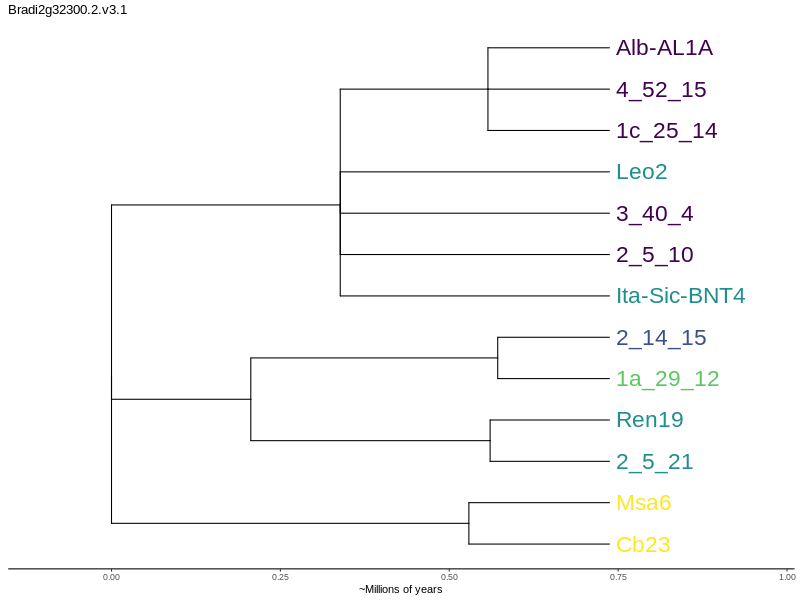 Bradi2g32300.2.v3.1
Alb-AL1A
4_52_15
1c_25_14
Leo2
3_40_4
2_5_10
Ita-Sic-BNT4
2_14_15
1a_29_12
Ren19
2_5_21
Msa6
Cb23
0.00 0.25 0.50 0.75 1.00
~Millions of years